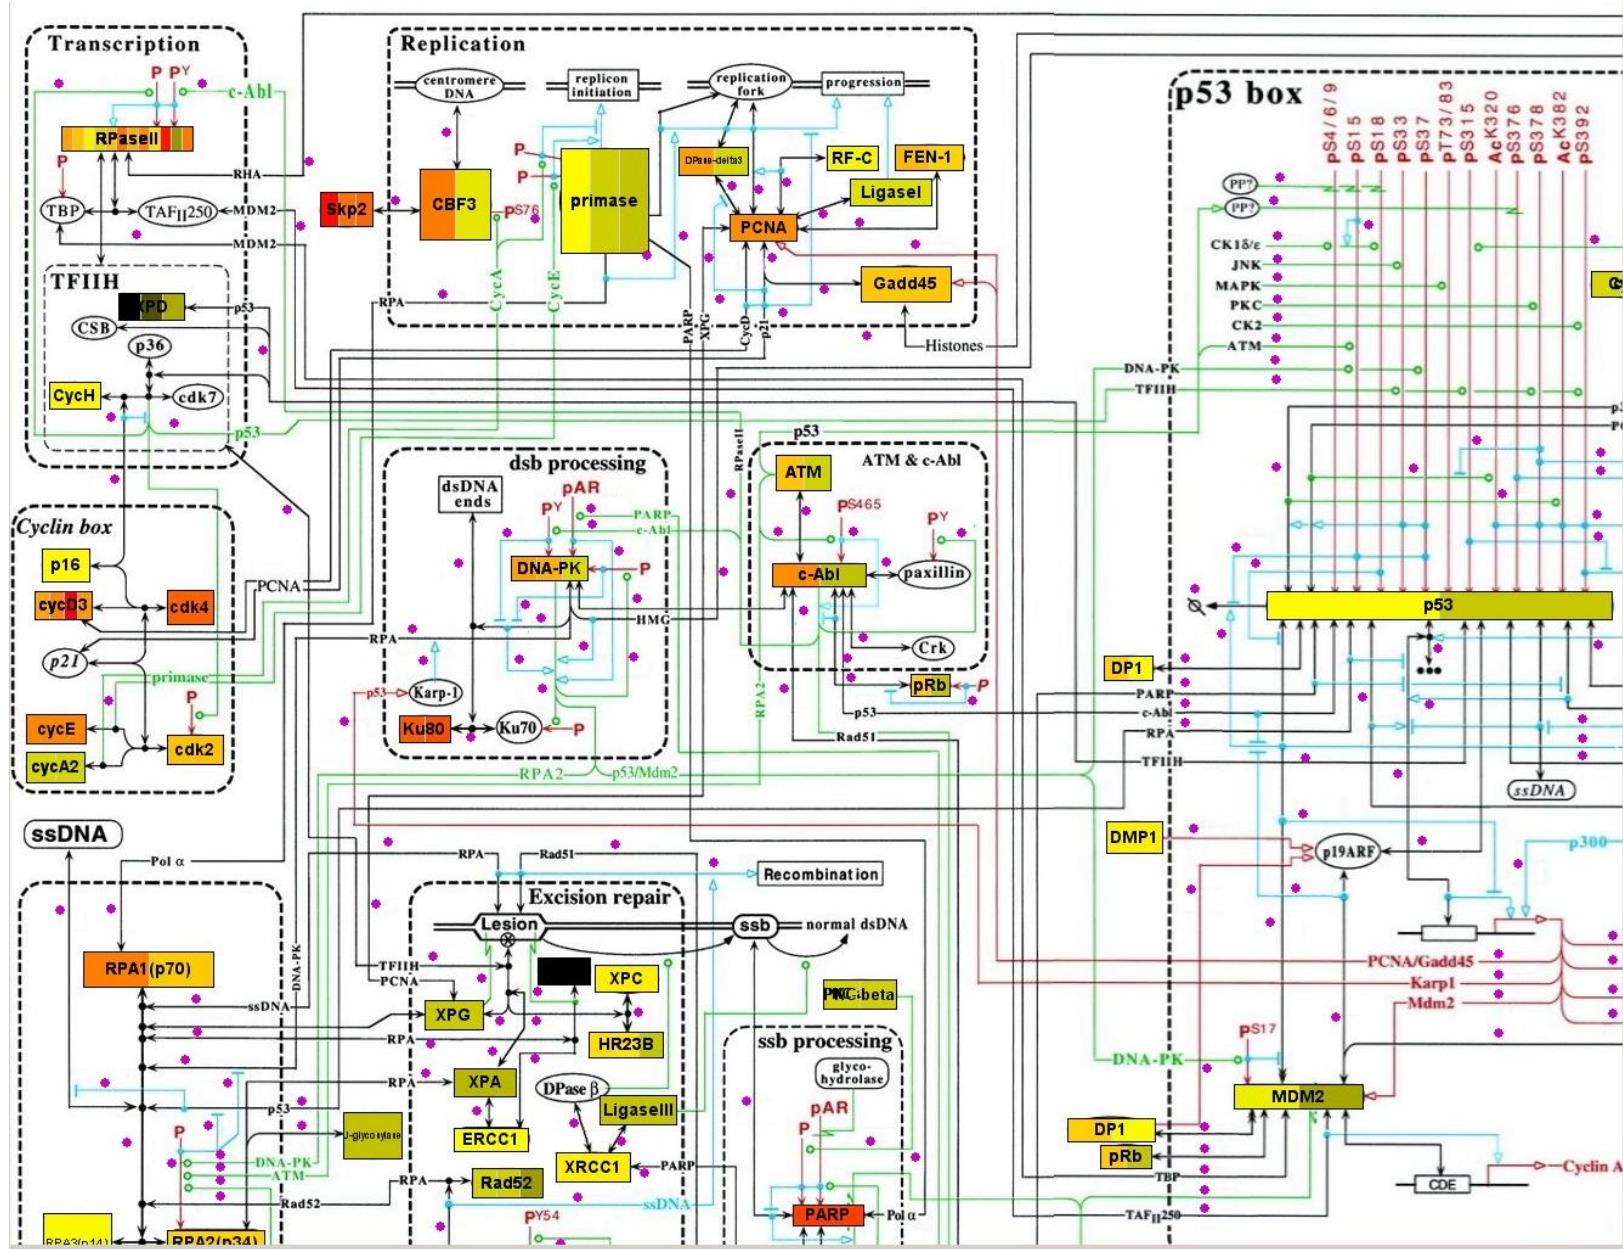 Transcription
P
PY
c-Abl
RPaseII
P
RHA
TBP
TAFII250
MDM2
MDM2
TFIIH
p53
CSB
p36
CycH
cdk7
p53
Replication
centromere
DNA
replicon
initiation
replication
fork
progression
Skp2
CBF3
PS76
P
P
primase
DPase-delta3
RF-C
FEN-1
LigaseI
PCNA
Gadd45
RPA
CycA
CycE
PARP
XPG
CycD
p21
Histones
p53 box
pS4/6/9
pS15
pS18
pS33
pS37
pT73/83
pS315
AcK320
pS376
pS378
AcK382
pS392
PP?
PP?
CK1δ/ε
JNK
MAPK
PKC
CK2
ATM
DNA-PK
TFIIH
p53
Cyclin box
p16
cycD3
cdk4
PCNA
p21
primase
P
cycE
cdk2
cycA2
dsb processing
dsDNA
ends
pAR
PY
PARP
c-Abl
DNA-PK
P
HMG
RPA
p53
Karp-1
Ku80
Ku70
P
RPA2
p53/Mdm2
RPaseII
p53
ATM & c-Abl
ATM
PS465
PY
c-Abl
paxillin
Crk
pRb
P
p53
Rad51
RPA2
DP1
PARP
c-Abl
RPA
TFIIH
ssDNA
DMP1
p19ARF
p300
PCNA/Gadd45
Karp1
Mdm2
PS17
DNA-PK
MDM2
DP1
pRb
TBP
TAFII250
CDE
Cyclin A
ssDNA
Pol α
RPA1(p70)
DNA-PK
ssDNA
RPA
RPA
p53
P
DNA-PK
ATM
Rad52
RPA3(p14)
RPA2(p34)
RPA
Rad51
Recombination
Excision repair
Lesion
ssb
normal dsDNA
TFIIH
PCNA
XPC
XPG
HR23B
XPA
DPase β
LigaseIII
ERCC1
XRCC1
PARP
RPA
Rad52
ssDNA
PY54
ssb processing
glyco-
hydrolase
pAR
P
PARP
Pol α